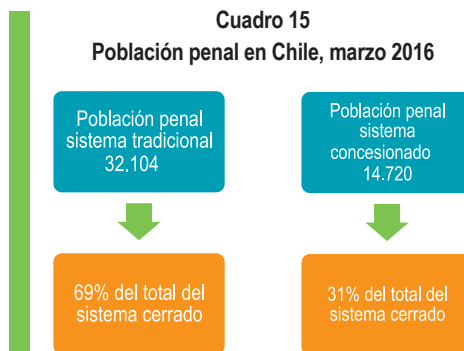 Cuadro 15
Población penal en Chile, marzo 2016
Población penal
sistema tradicional
32.104
Población penal
sistema
concesionado
14.720
69% del total del
sistema cerrado
31% del total del
sistema cerrado